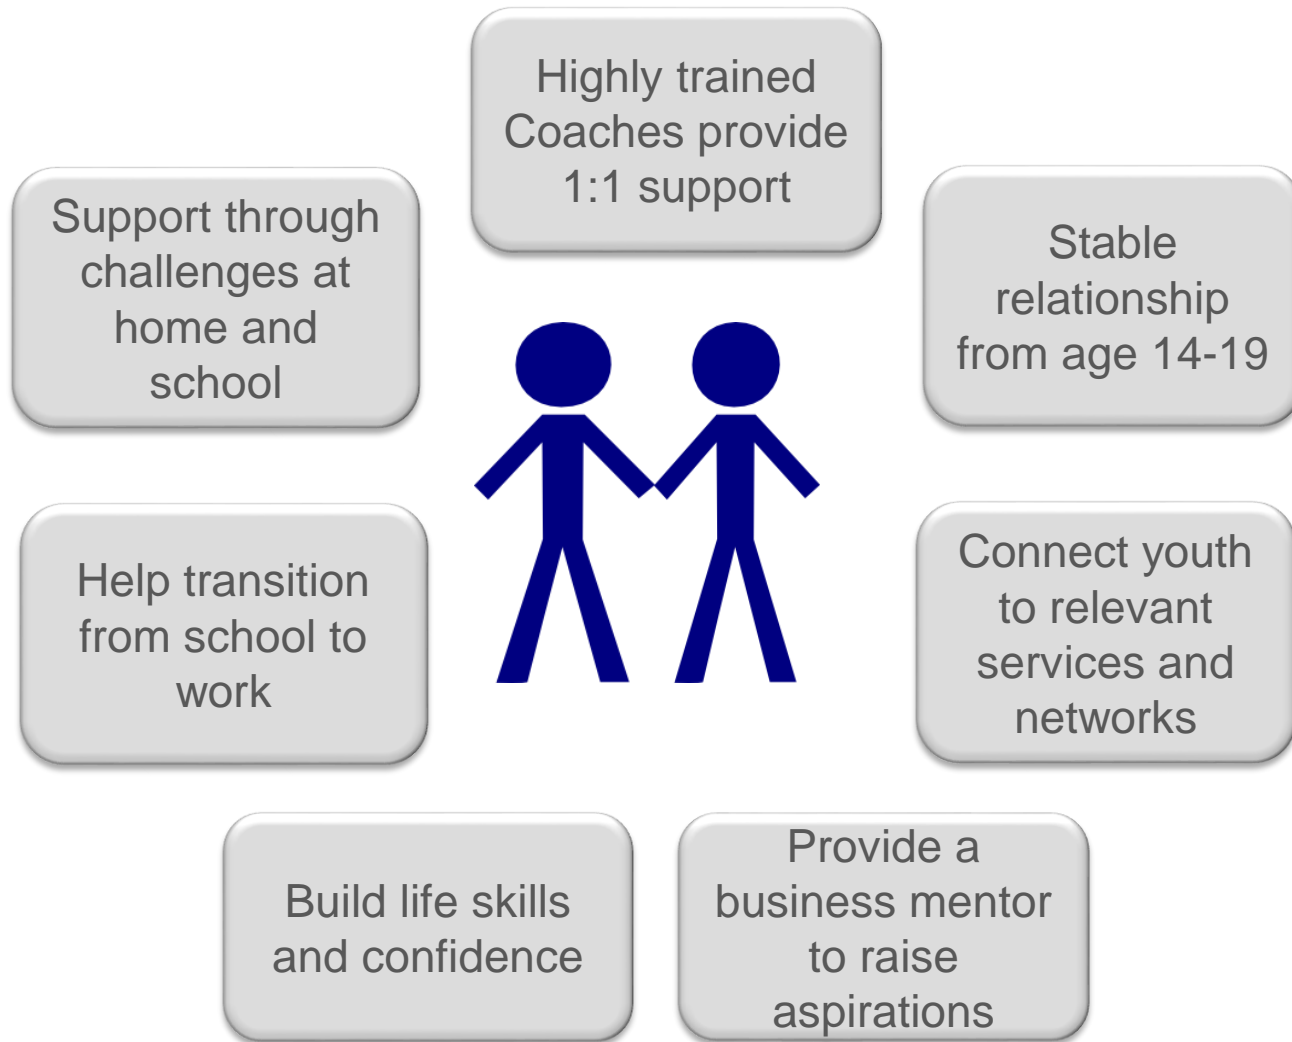 Highly trained
Coaches provide
1:1 support
Support through
challenges at
home and
school
Stable
relationship
from age 14-19
Help transition
from school to
work
Connect youth
to relevant
services and
networks
Build life skills
and confidence
Provide a
business mentor
to raise
aspirations